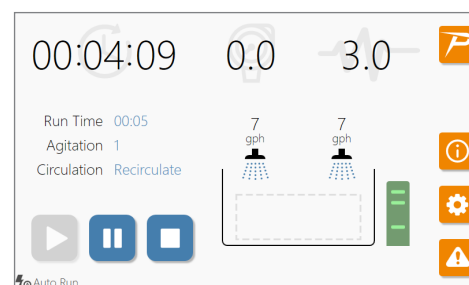 00:04:09 0.0 3.0
Run Time 00:05
Agitation 1
Circulation Recirculate
7 7
gph gph
Auto Run